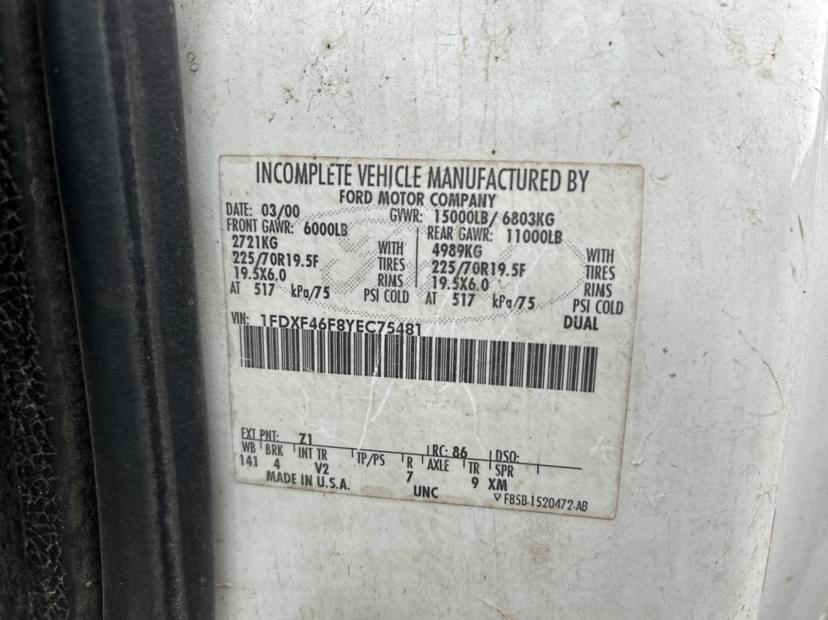 INCOMPLETE VEHICLE MANUFACTURED BY
FORD MOTOR COMPANY
DATE: 03/00 GVWR: 15000LB/ 6803KG
FRONT GAWR: 6000LB REAR GAWR: 11000LB
2721KG WITH 4989KG WITH
225/70R19.5F TIRES 225/70R19.5F TIRES
19.5X6.0 RIMS 19.5X6.0 RIMS
AT 517 kPa/75 PSI COLD AT 517 kPa/75 PSI COLD
DUAL
VIN: 1FDXF46F8YEC75481
EXT PNT: Z1 RC: 86 DSO:
WB BRK INT TR TP/PS R AXLE TR SPR
141 4 V2 7 9 XM
MADE IN U.S.A. UNC F85B-1520472-AB